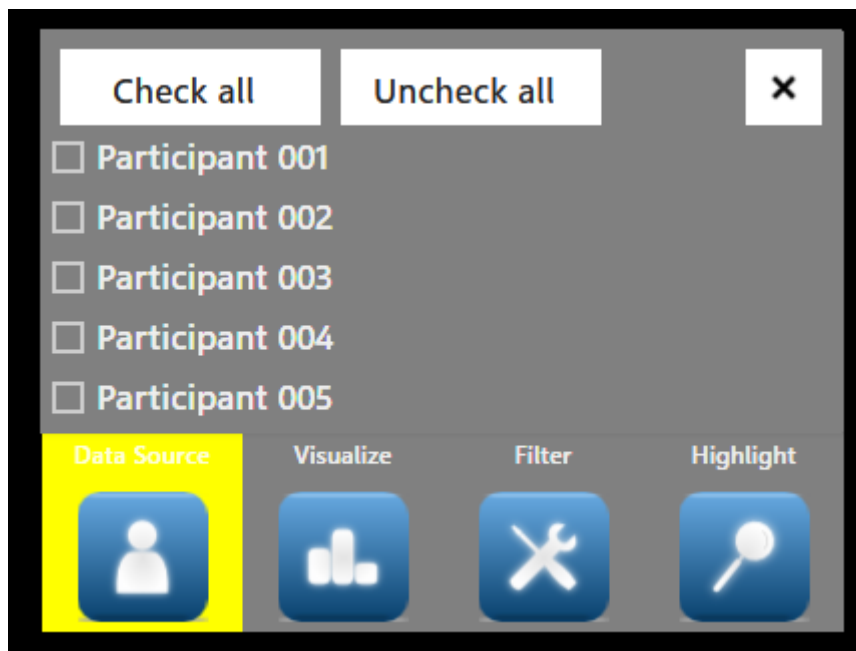 Check all Uncheck all ×
Participant 001
Participant 002
Participant 003
Participant 004
Participant 005
Data Source Visualize Filter Highlight